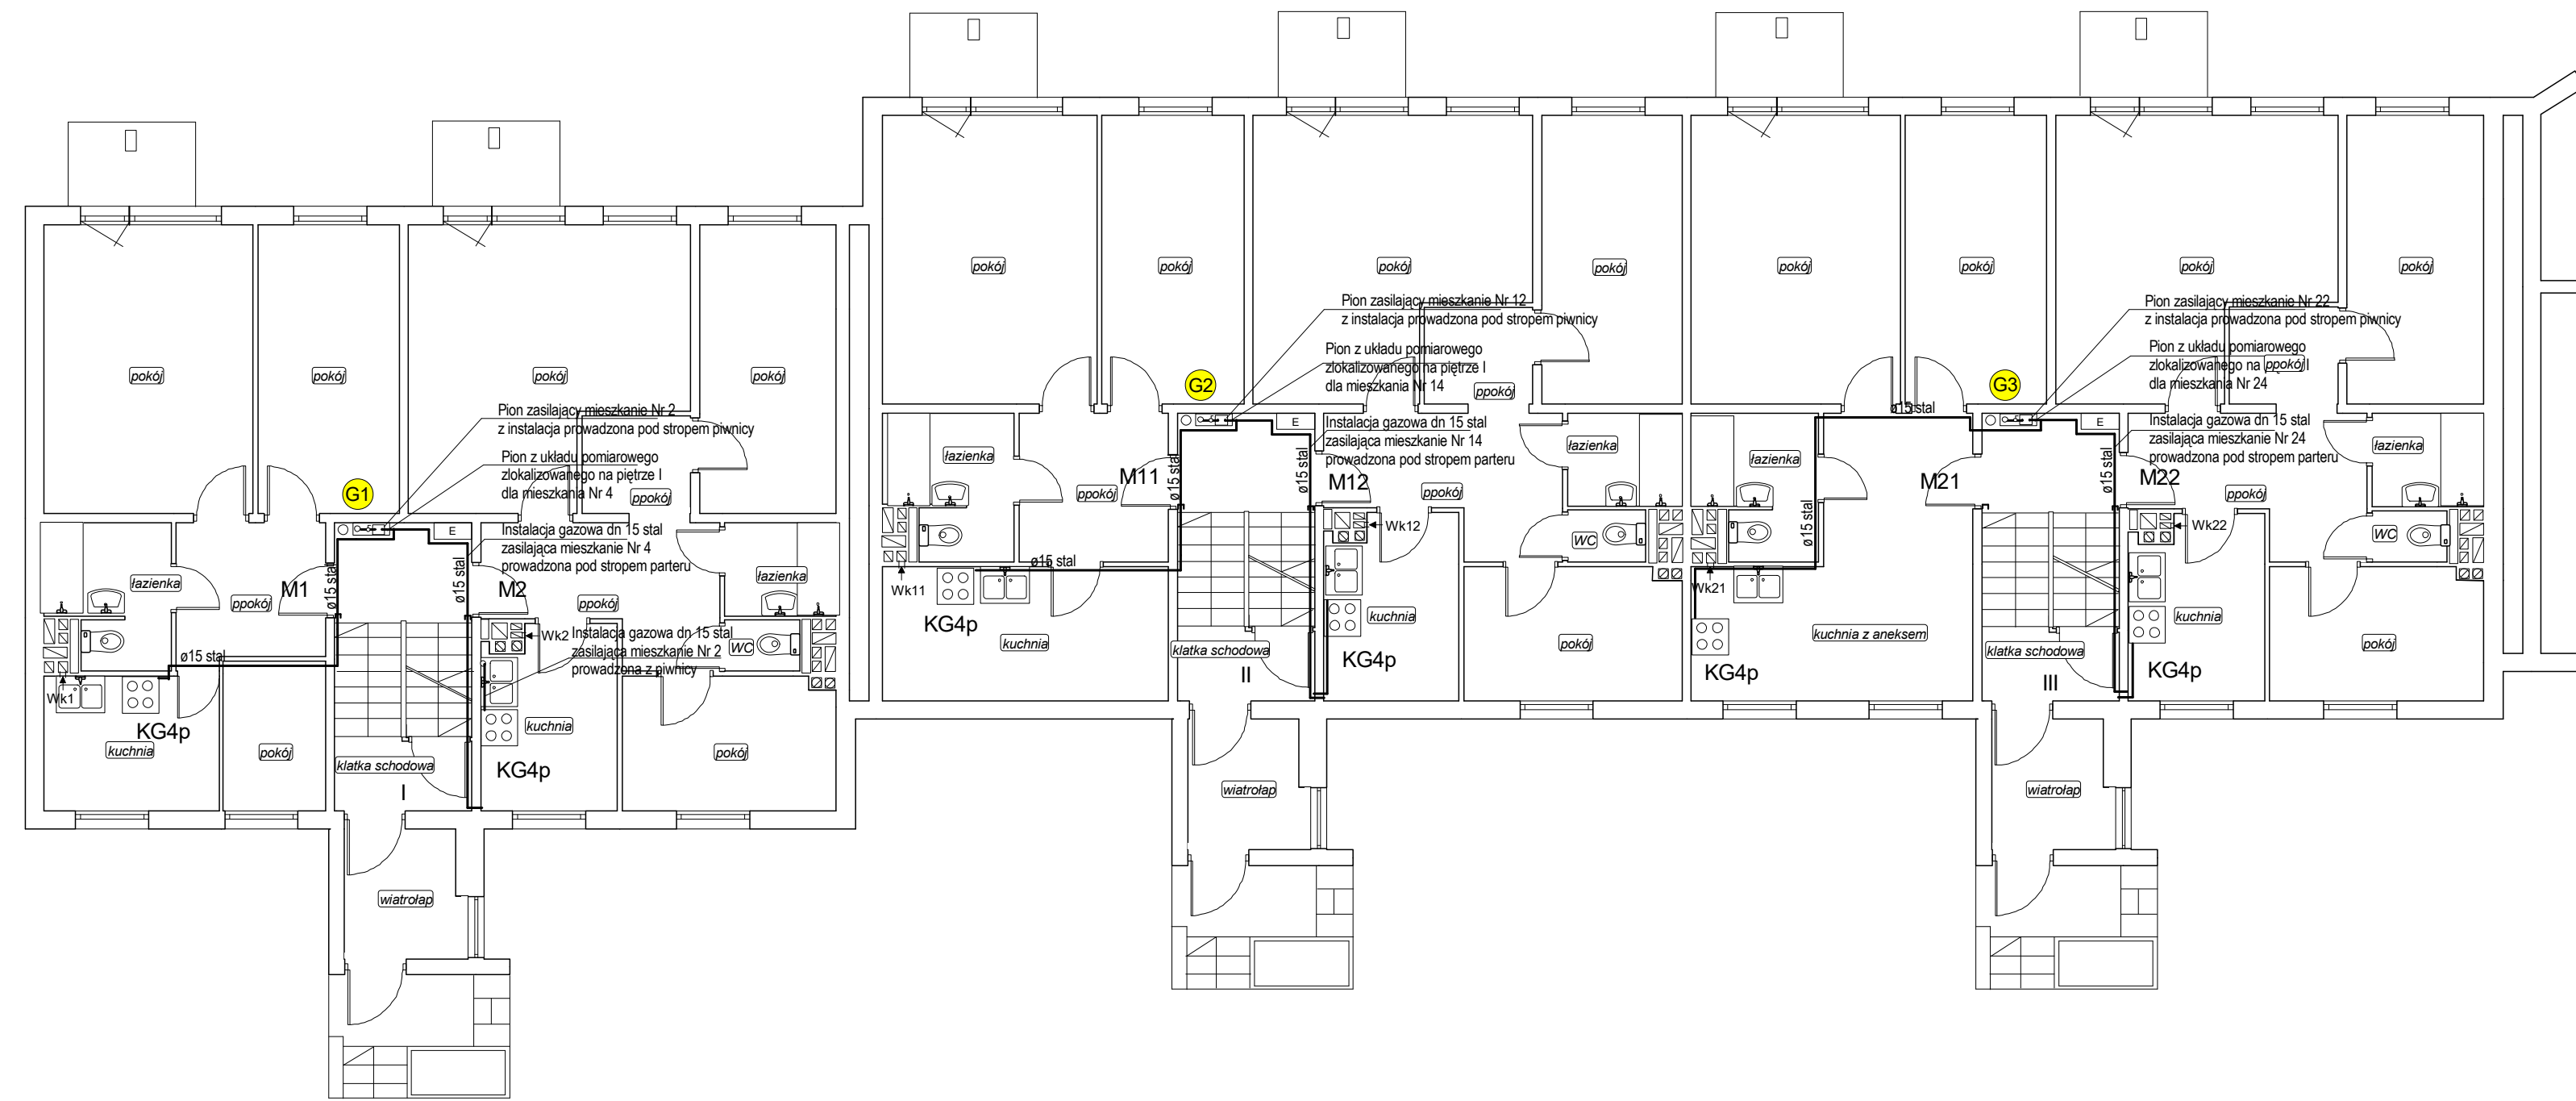 pokój
pokój
pokój
pokój
G1
Pion zasilający mieszkanie Nr 2
z instalacja prowadzona pod stropem piwnicy
Pion z układu pomiarowego
zlokalizowanego na piętrze I
dla mieszkania Nr 4
ppokój
E
Instalacja gazowa dn 15 stal
zasilająca mieszkanie Nr 4
prowadzona pod stropem parteru
łazienka
ppokój
M1
ø15 stal
ø15 stal
M2
ppokój
łazienka
Wk2
Instalacja gazowa dn 15 stal
zasilająca mieszkanie Nr 2
prowadzona z piwnicy
WC
ø15 stal
Wk1
KG4p
kuchnia
pokój
klatka schodowa
I
kuchnia
KG4p
pokój
wiatrołap
pokój
pokój
pokój
pokój
G2
Pion zasilający mieszkanie Nr 12
z instalacja prowadzona pod stropem piwnicy
Pion z układu pomiarowego
zlokalizowanego na piętrze I
dla mieszkania Nr 14
ppokój
E
Instalacja gazowa dn 15 stal
zasilająca mieszkanie Nr 14
prowadzona pod stropem parteru
łazienka
łazienka
M11
ø15 stal
ø15 stal
M12
ppokój
ppokój
Wk12
WC
ø15 stal
Wk11
KG4p
kuchnia
kuchnia
klatka schodowa
II
KG4p
pokój
wiatrołap
pokój
pokój
pokój
pokój
G3
Pion zasilający mieszkanie Nr 22
z instalacja prowadzona pod stropem piwnicy
Pion z układu pomiarowego
zlokalizowanego na I
ppokój
dla mieszkania Nr 24
ø15 stal
E
Instalacja gazowa dn 15 stal
zasilająca mieszkanie Nr 24
prowadzona pod stropem parteru
łazienka
łazienka
M21
ø15 stal
M22
ppokój
ø15 stal
Wk22
WC
Wk21
KG4p
kuchnia z aneksem
kuchnia
klatka schodowa
III
KG4p
pokój
wiatrołap